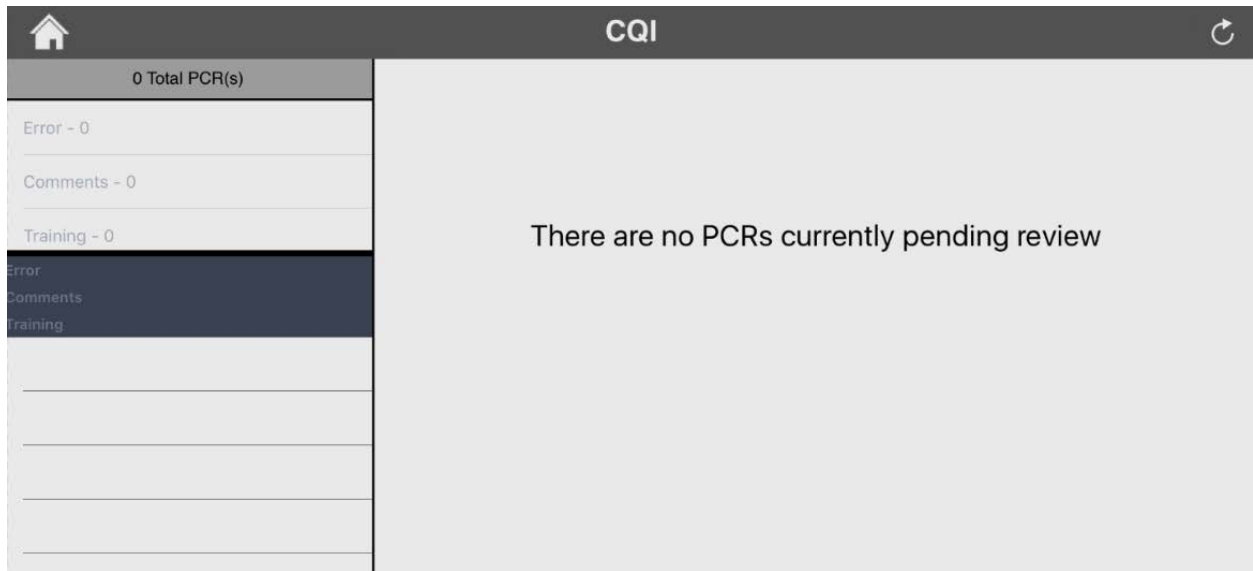 CQI
0 Total PCR(s)
Error - 0
Comments - 0
Training - 0
There are no PCRs currently pending review
Error
Comments
Training